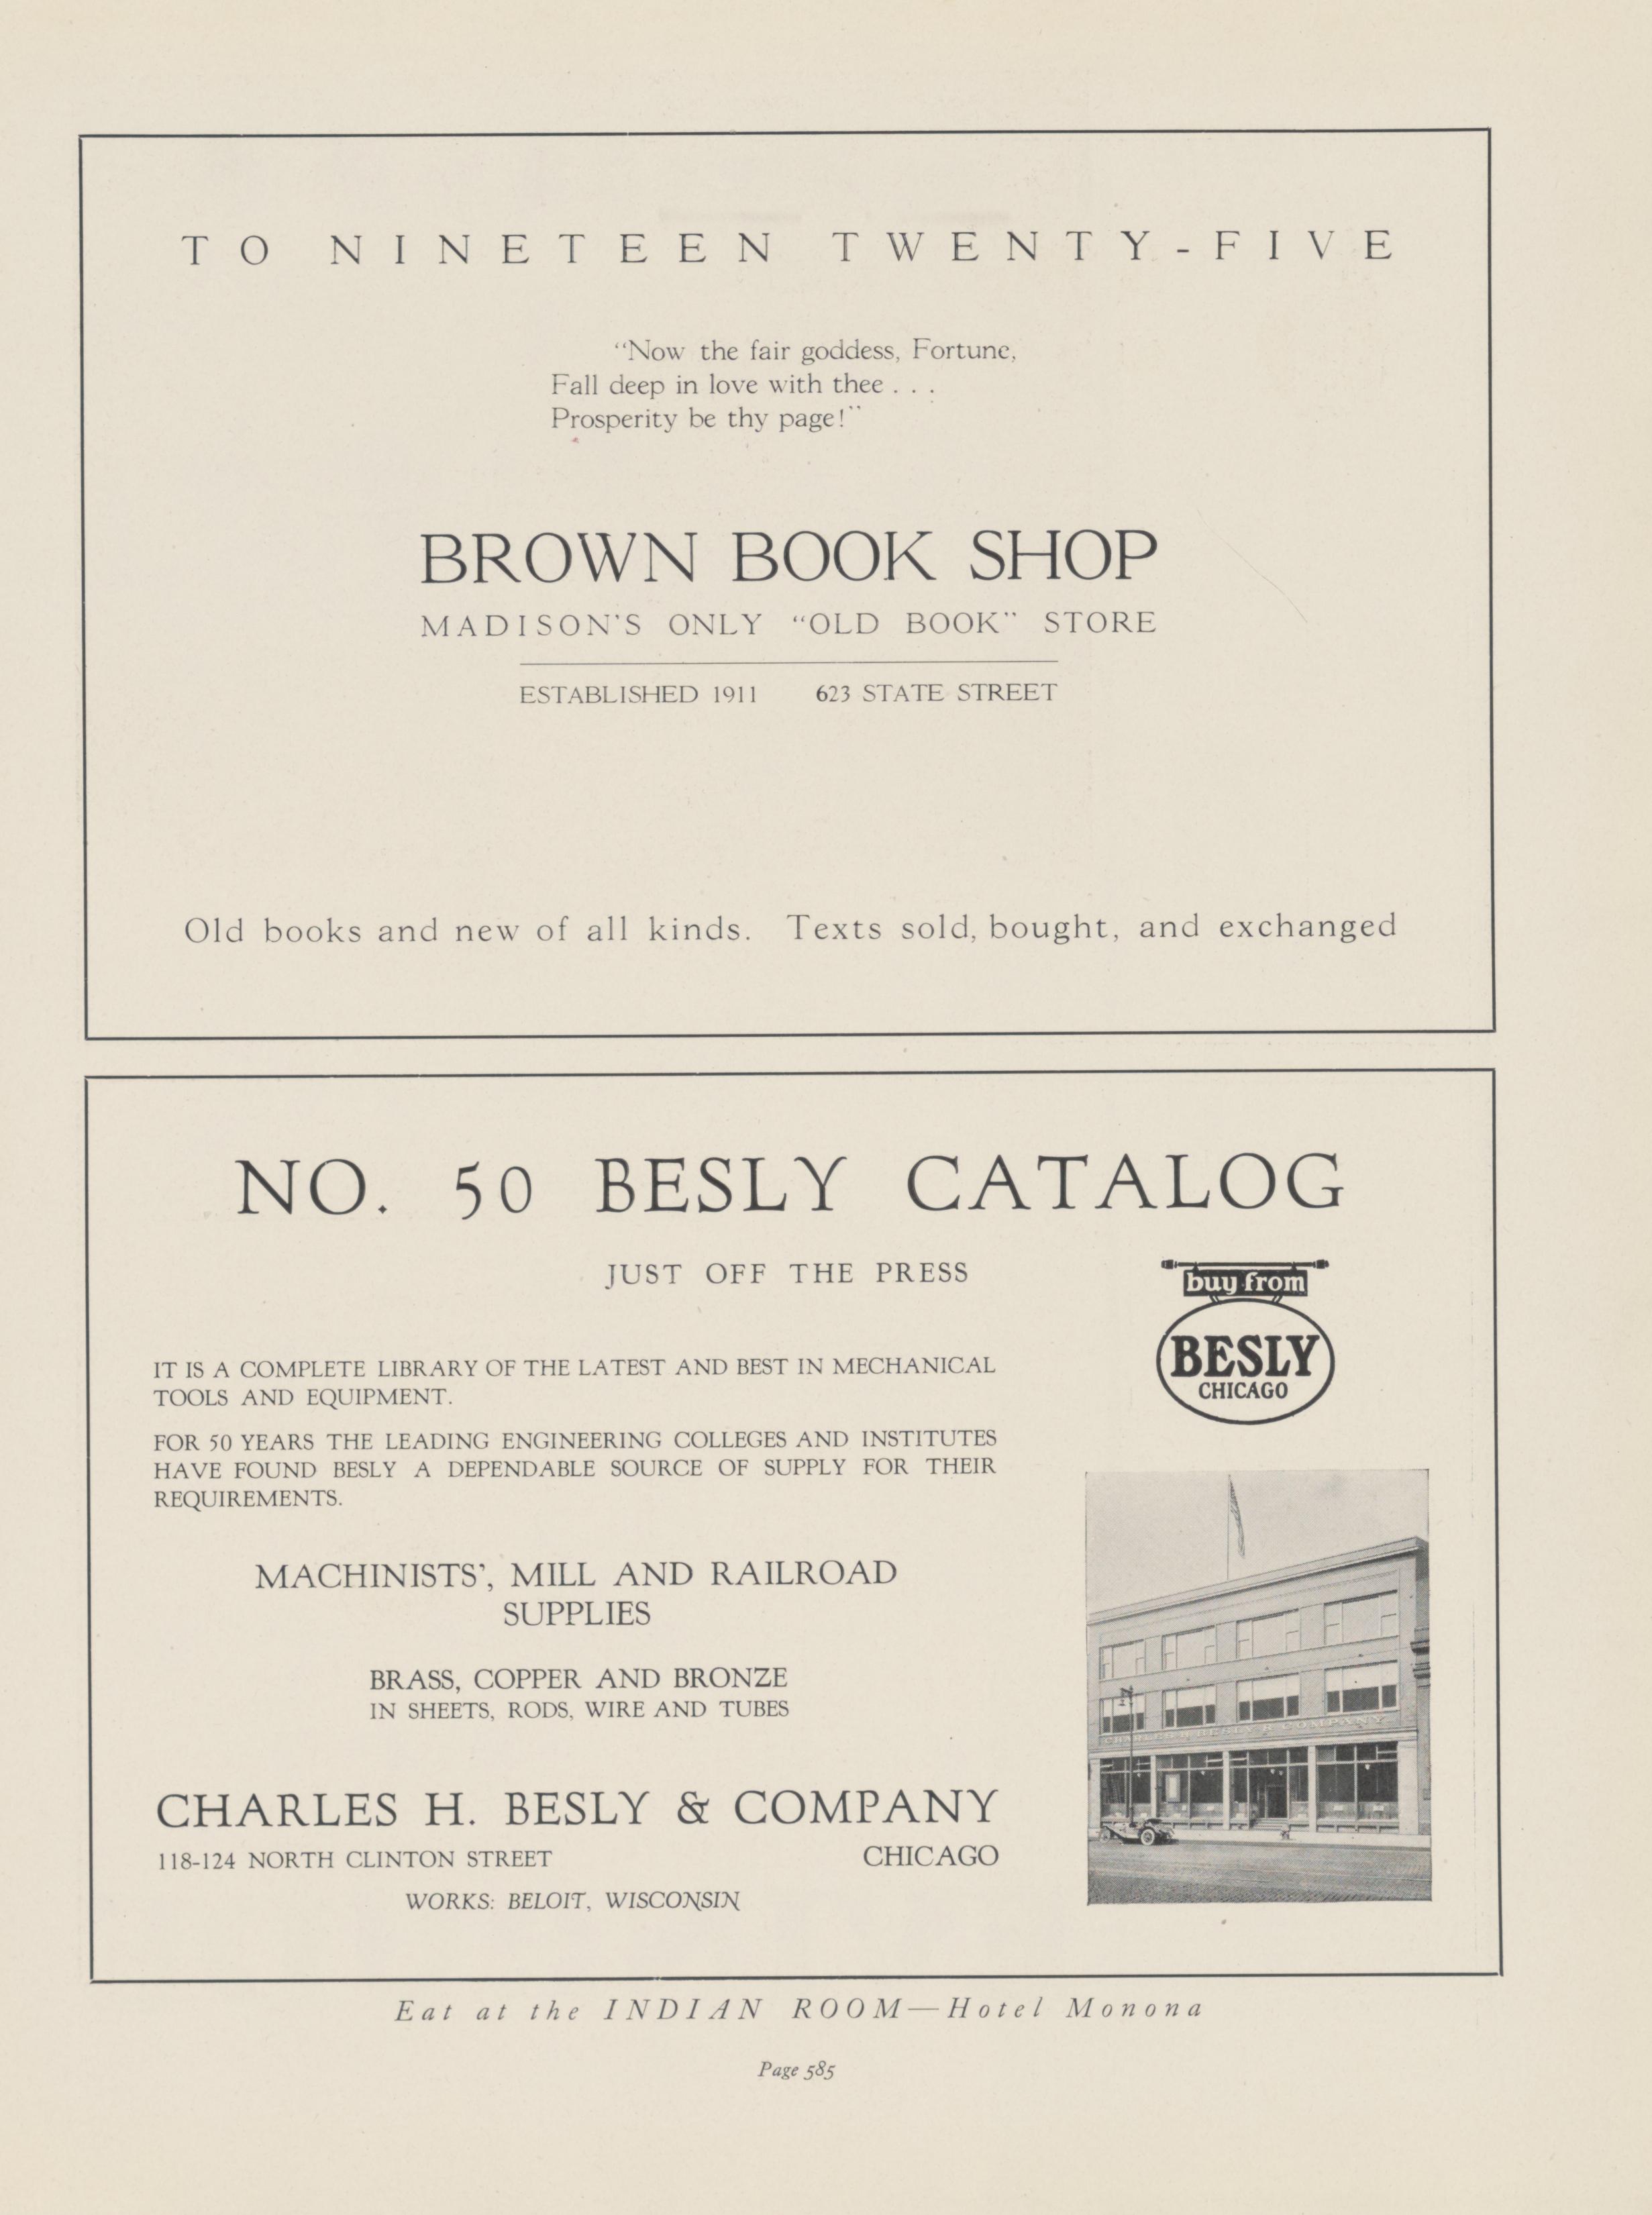 TO NINETEEN TWENTY-FIVE
“Now the fair goddess, Fortune,
Fall deep in love with thee . . .
Prosperity be thy page!”
BROWN BOOK SHOP
MADISON'S ONLY “OLD BOOK” STORE
ESTABLISHED 1911 623 STATE STREET
Old books and new of all kinds. Texts sold, bought, and exchanged
NO. 50 BESLY CATALOG
JUST OFF THE PRESS
IT IS A COMPLETE LIBRARY OF THE LATEST AND BEST IN MECHANICAL
TOOLS AND EQUIPMENT.
FOR 50 YEARS THE LEADING ENGINEERING COLLEGES AND INSTITUTES
HAVE FOUND BESLY A DEPENDABLE SOURCE OF SUPPLY FOR THEIR
REQUIREMENTS.
MACHINISTS', MILL AND RAILROAD
SUPPLIES
BRASS, COPPER AND BRONZE
IN SHEETS, RODS, WIRE AND TUBES
CHARLES H. BESLY & COMPANY
118-124 NORTH CLINTON STREET CHICAGO
WORKS: BELOIT, WISCONSIN
buy from
BESLY
CHICAGO
CHARLES H BESLY & COMPANY
Eat at the INDIAN ROOM—Hotel Monona
Page 585